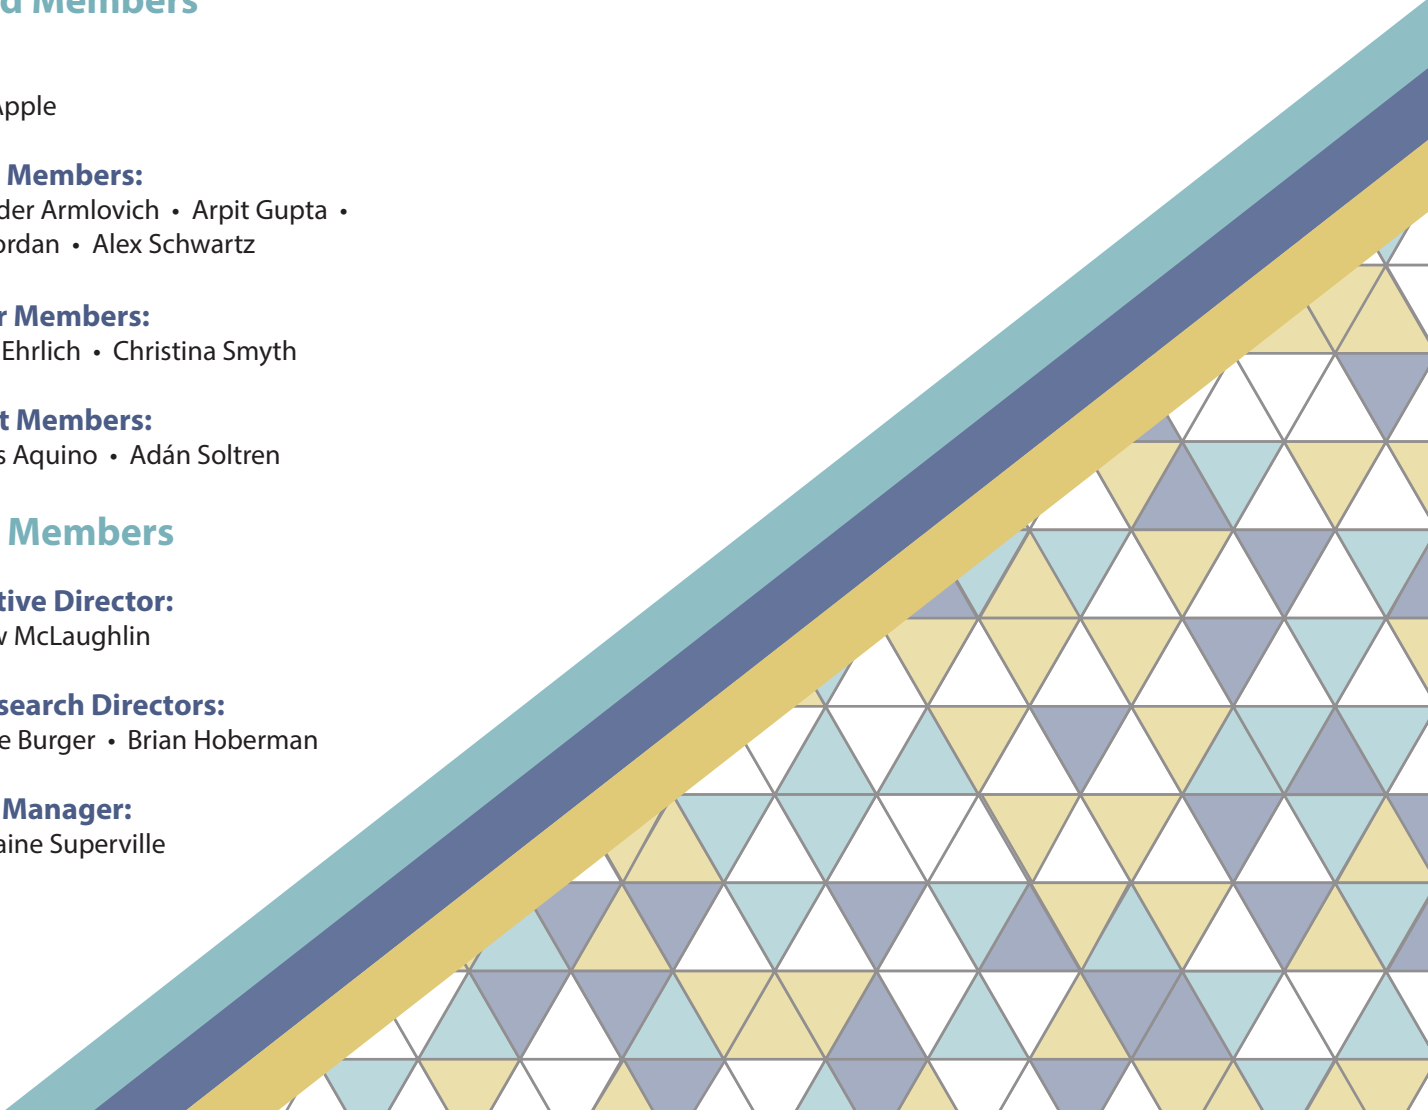 d Members
Apple
Members:
der Armlovich • Arpit Gupta •
ordan • Alex Schwartz
r Members:
Ehrlich • Christina Smyth
t Members:
s Aquino • Adán Soltren
Members
tive Director:
w McLaughlin
search Directors:
e Burger • Brian Hoberman
Manager:
aine Superville